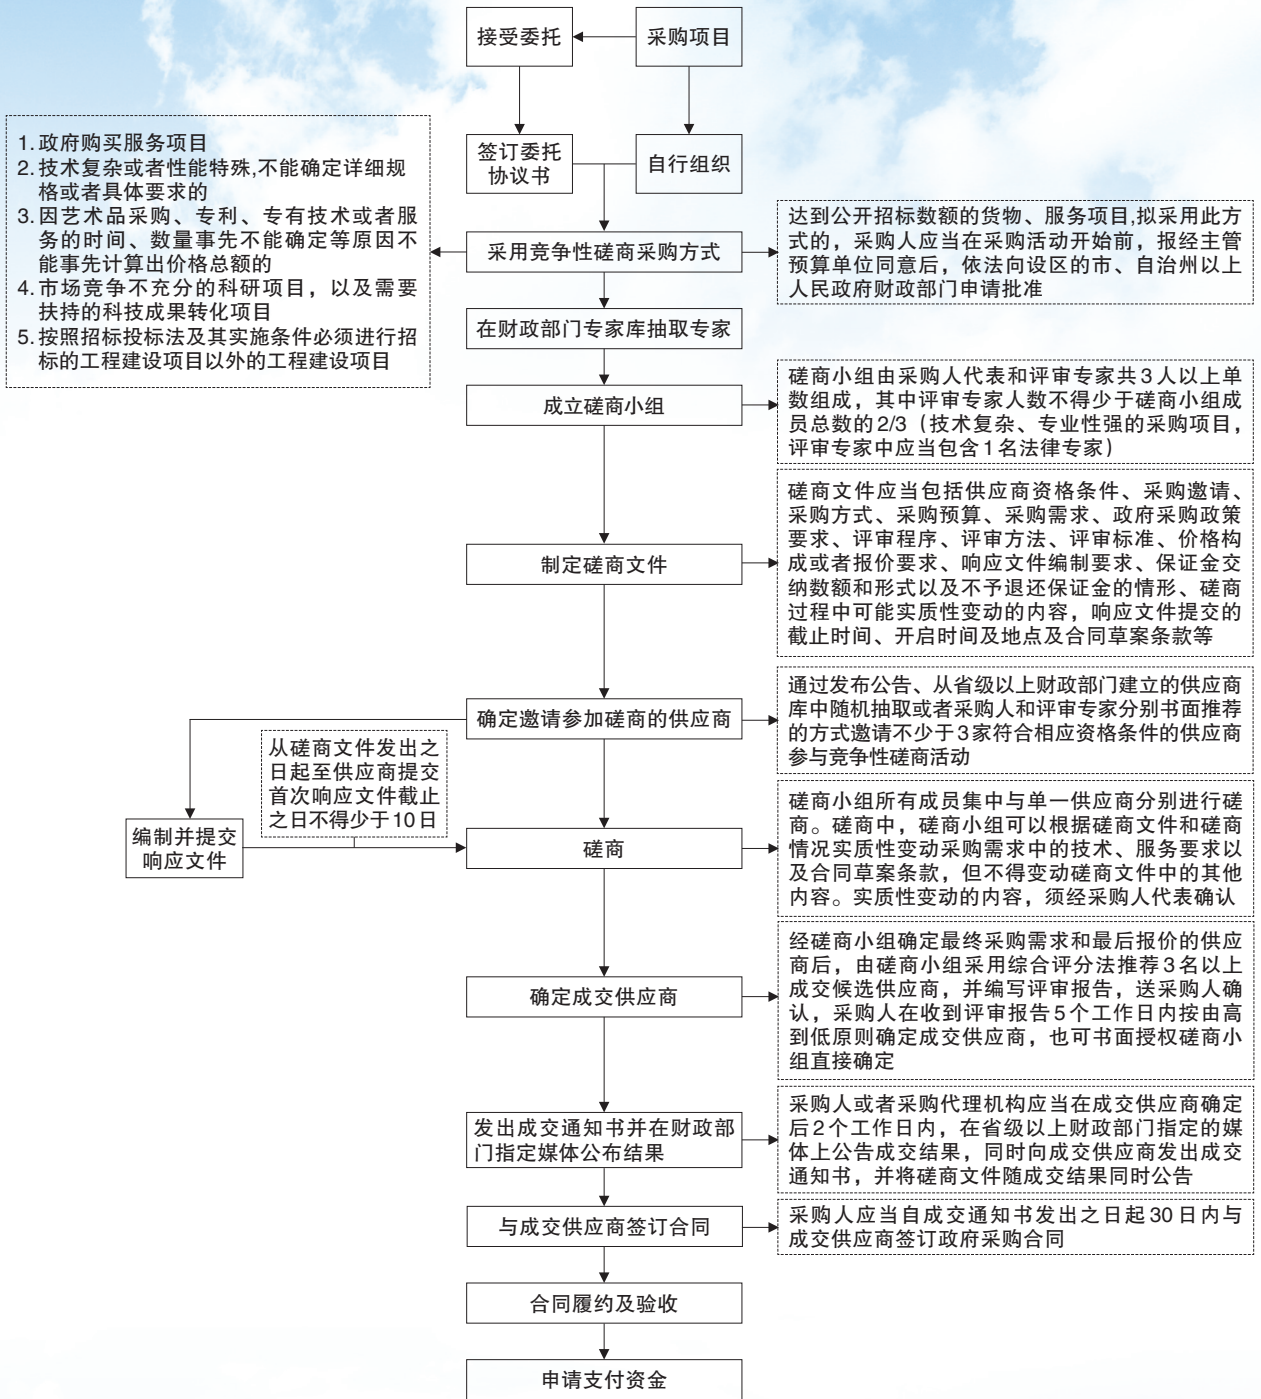 接受委托
采购项目
签订委托
协议书
自行组织
1.政府购买服务项目
2.技术复杂或者性能特殊,不能确定详细规
格或者具体要求的
3.因艺术品采购、专利、专有技术或者服
务的时间、数量事先不能确定等原因不
能事先计算出价格总额的
4.市场竞争不充分的科研项目，以及需要
扶持的科技成果转化项目
5.按照招标投标法及其实施条件必须进行招
标的工程建设项目以外的工程建设项目
采用竞争性磋商采购方式
达到公开招标数额的货物、服务项目,拟采用此方
式的，采购人应当在采购活动开始前，报经主管
预算单位同意后，依法向设区的市、自治州以上
人民政府财政部门申请批准
在财政部门专家库抽取专家
成立磋商小组
磋商小组由采购人代表和评审专家共3人以上单
数组成，其中评审专家人数不得少于磋商小组成
员总数的2/3（技术复杂、专业性强的采购项目，
评审专家中应当包含1名法律专家）
制定磋商文件
磋商文件应当包括供应商资格条件、采购邀请、
采购方式、采购预算、采购需求、政府采购政策
要求、评审程序、评审方法、评审标准、价格构
成或者报价要求、响应文件编制要求、保证金交
纳数额和形式以及不予退还保证金的情形、磋商
过程中可能实质性变动的内容，响应文件提交的
截止时间、开启时间及地点及合同草案条款等
确定邀请参加磋商的供应商
通过发布公告、从省级以上财政部门建立的供应商
库中随机抽取或者采购人和评审专家分别书面推荐
的方式邀请不少于3家符合相应资格条件的供应商
参与竞争性磋商活动
从磋商文件发出之
日起至供应商提交
首次响应文件截止
之日不得少于10日
编制并提交
响应文件
磋商
磋商小组所有成员集中与单一供应商分别进行磋
商。磋商中，磋商小组可以根据磋商文件和磋商
情况实质性变动采购需求中的技术、服务要求以
及合同草案条款，但不得变动磋商文件中的其他
内容。实质性变动的内容，须经采购人代表确认
确定成交供应商
经磋商小组确定最终采购需求和最后报价的供应
商后，由磋商小组采用综合评分法推荐3名以上
成交候选供应商，并编写评审报告，送采购人确
认，采购人在收到评审报告5个工作日内按由高
到低原则确定成交供应商，也可书面授权磋商小
组直接确定
发出成交通知书并在财政部
门指定媒体公布结果
采购人或者采购代理机构应当在成交供应商确定
后2个工作日内，在省级以上财政部门指定的媒
体上公告成交结果，同时向成交供应商发出成交
通知书，并将磋商文件随成交结果同时公告
与成交供应商签订合同
采购人应当自成交通知书发出之日起30日内与
成交供应商签订政府采购合同
合同履约及验收
申请支付资金